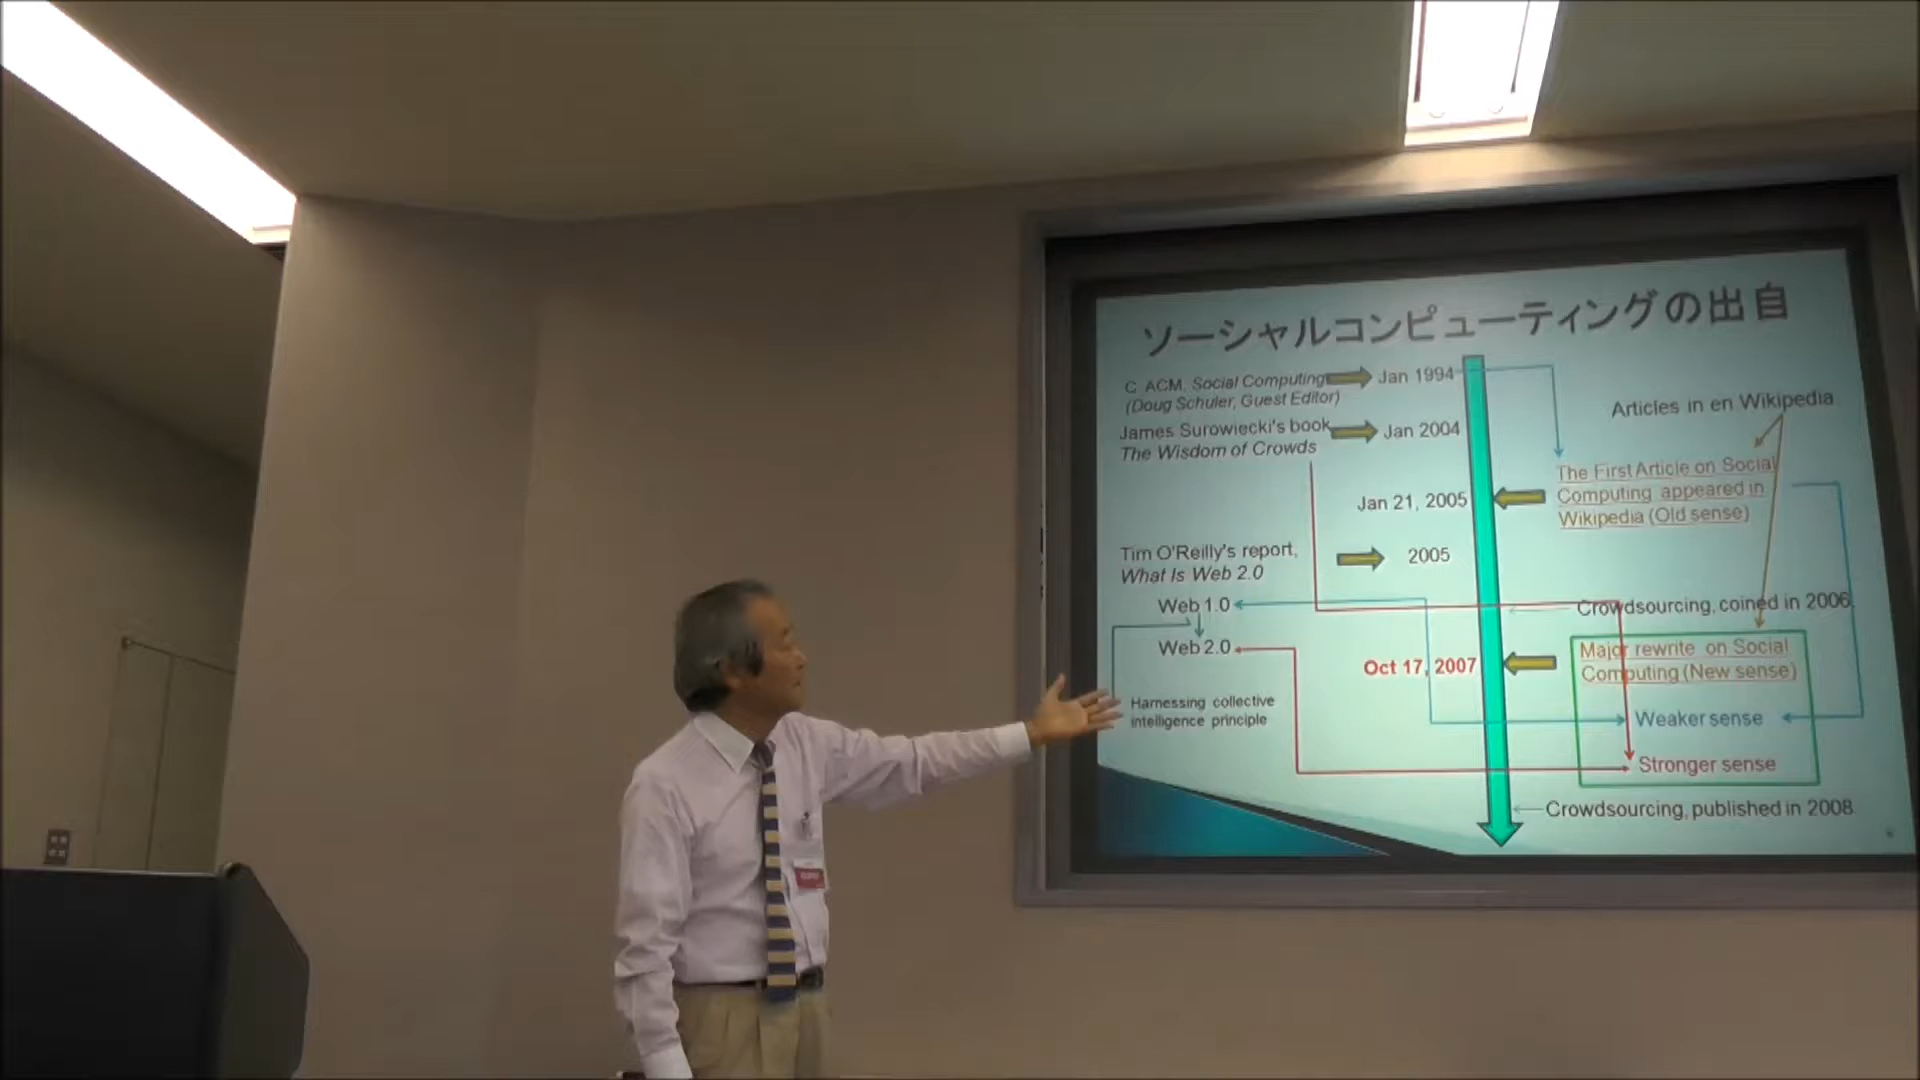 ソーシャルコンピューティングの出自
C. ACM, Social Computing
(Doug Schuler, Guest Editor)
Jan 1994
James Surowiecki's book
The Wisdom of Crowds
Jan 2004
Articles in en Wikipedia
The First Article on Social
Computing appeared in
Wikipedia (Old sense)
Jan 21, 2005
Tim O'Reilly's report,
What Is Web 2.0
2005
Web 1.0
Crowdsourcing, coined in 2006
Web 2.0
Major rewrite on Social
Computing (New sense)
Oct 17, 2007
Harnessing collective
intelligence principle
Weaker sense
Stronger sense
Crowdsourcing, published in 2008